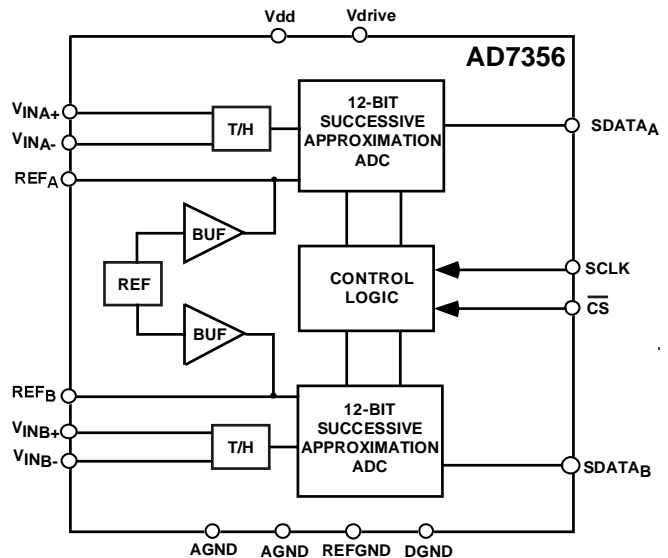 Vdd Vdrive
AD7356
VINA+
VINA-
REFA
T/H
12-BIT
SUCCESSIVE
APPROXIMATION
ADC
SDATAA
BUF
REF
BUF
CONTROL
LOGIC
SCLK
CS
REFB
VINB+
VINB-
T/H
12-BIT
SUCCESSIVE
APPROXIMATION
ADC
SDATAB
AGND AGND REFGND DGND